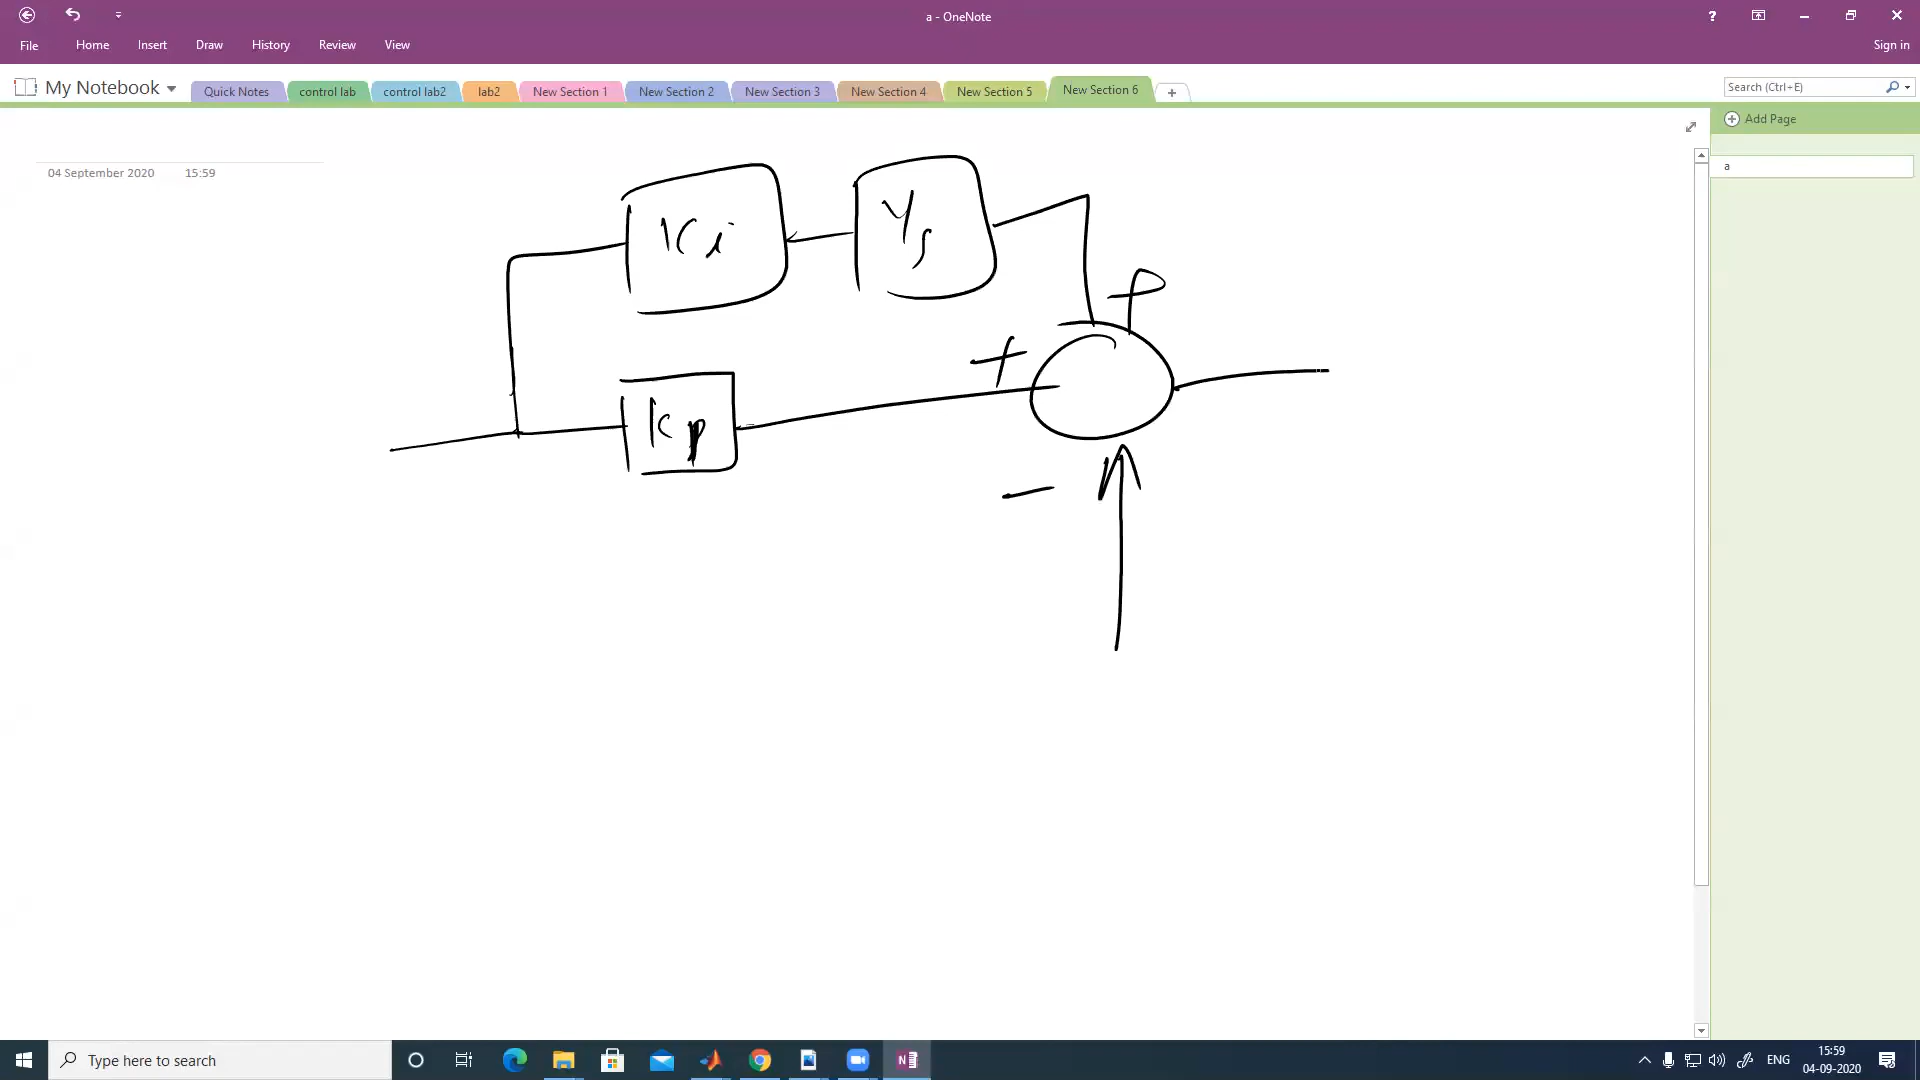 a - OneNote
?
File Home Insert Draw History Review View
Sign in
My Notebook
Quick Notes control lab control lab2 lab2 New Section 1 New Section 2 New Section 3 New Section 4 New Section 5 New Section 6 +
Search (Ctrl+E)
Add Page
a
04 September 2020 15:59
Ki
1/s
+
Kp
−
Type here to search
ENG
15:59
04-09-2020